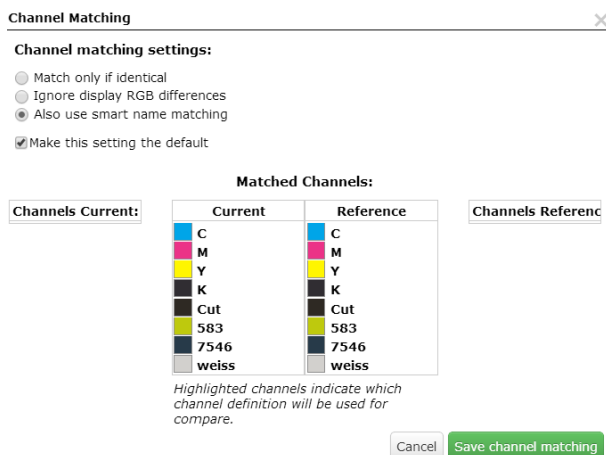 Channel Matching
Channel matching settings:
Match only if identical
Ignore display RGB differences
Also use smart name matching
Make this setting the default
Matched Channels:
Channels Current: Current Reference Channels Referenc
C C
M M
Y Y
K K
Cut Cut
583 583
7546 7546
weiss weiss
Highlighted channels indicate which
channel definition will be used for
compare.
Cancel Save channel matching